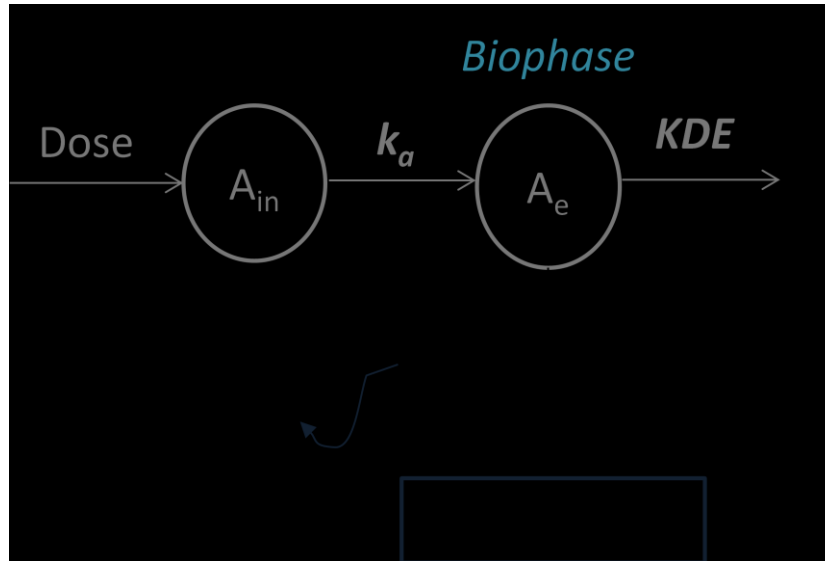 Biophase
Dose
k_a
KDE
A_in
A_e